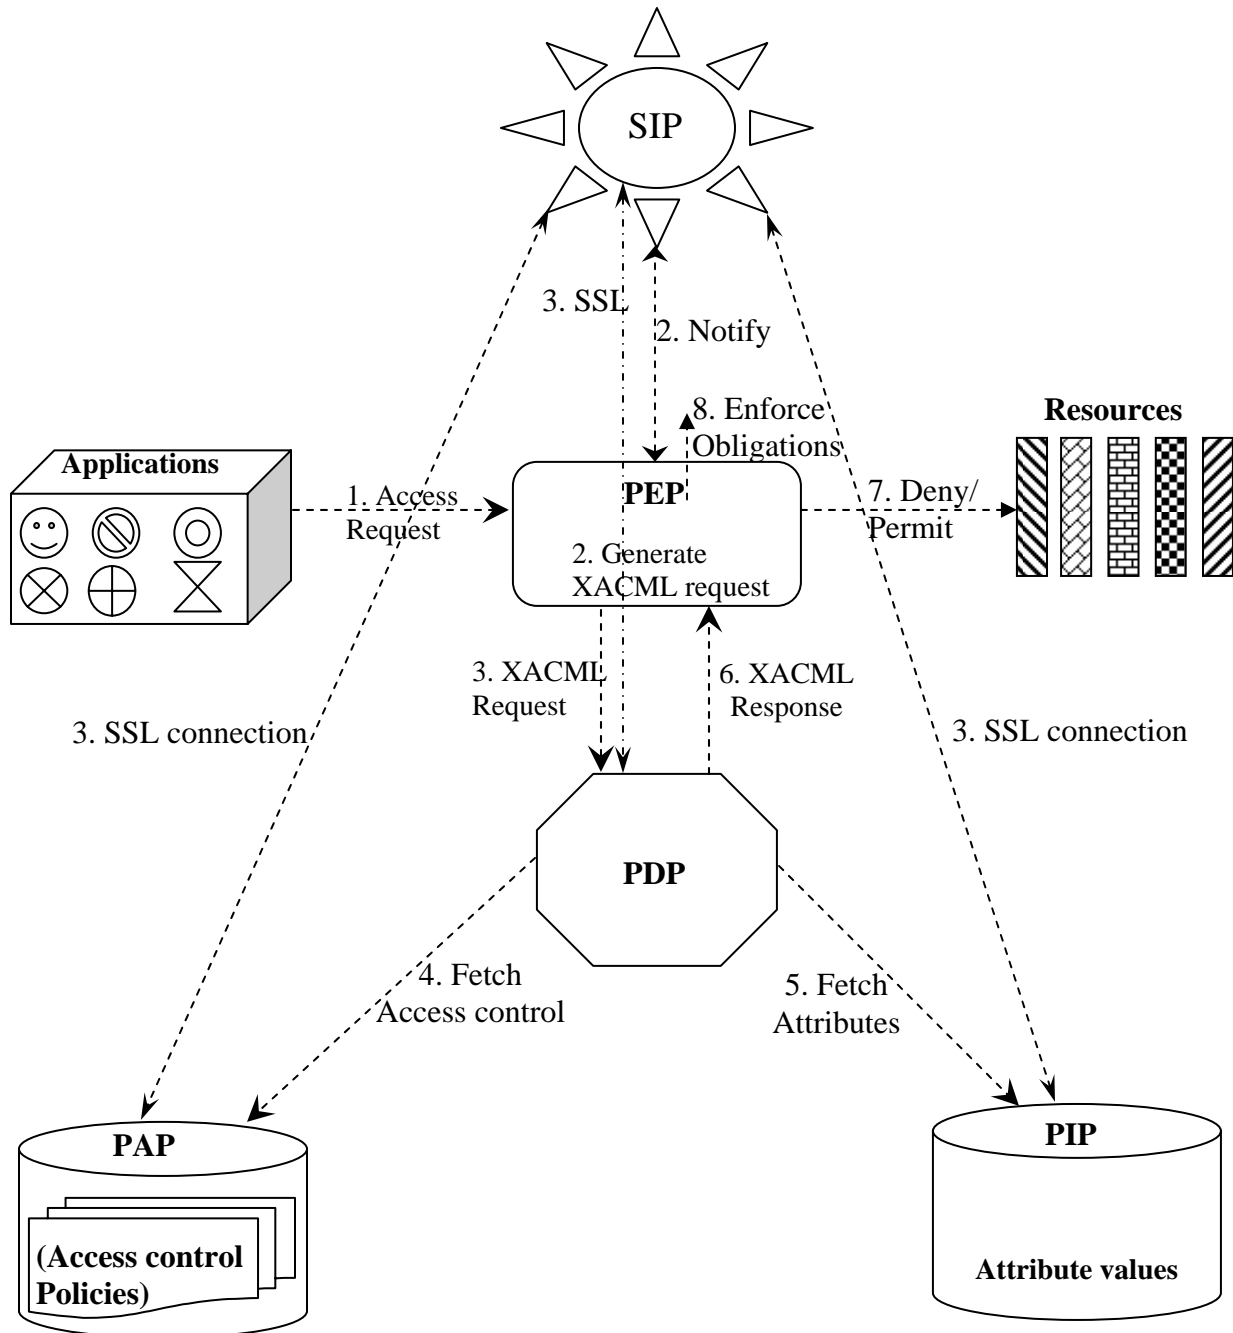 SIP
3. SSL
2. Notify
8. Enforce
Obligations
Resources
Applications
1. Access
Request
PEP
7. Deny/
Permit
2. Generate
XACML request
3. XACML
Request
6. XACML
Response
3. SSL connection
3. SSL connection
PDP
4. Fetch
Access control
5. Fetch
Attributes
PAP
(Access control
Policies)
PIP
Attribute values